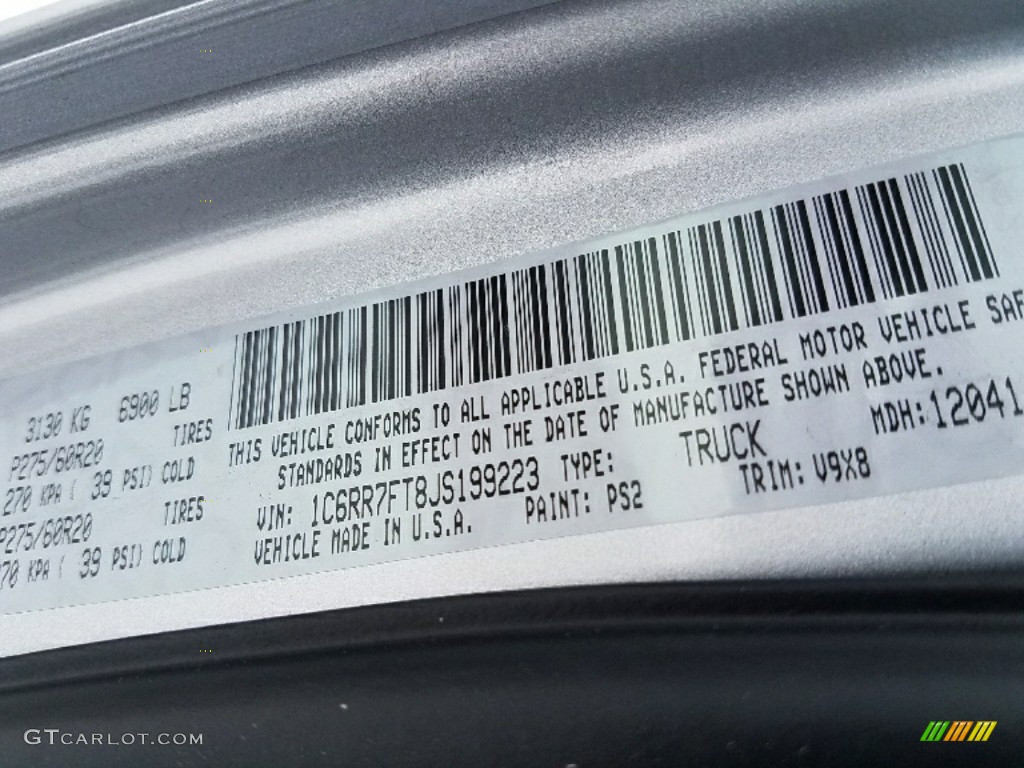 3130 KG 6900 LB
P275/60R20 TIRES
270 KPA ( 39 PSI) COLD
P275/60R20 TIRES
70 KPA ( 39 PSI) COLD
THIS VEHICLE CONFORMS TO ALL APPLICABLE U.S.A. FEDERAL MOTOR VEHICLE SAF
STANDARDS IN EFFECT ON THE DATE OF MANUFACTURE SHOWN ABOVE.
VIN: 1C6RR7FT8JS199223 TYPE: TRUCK MDH: 12041
VEHICLE MADE IN U.S.A. PAINT: PS2 TRIM: V9X8
GTCARLOT.COM